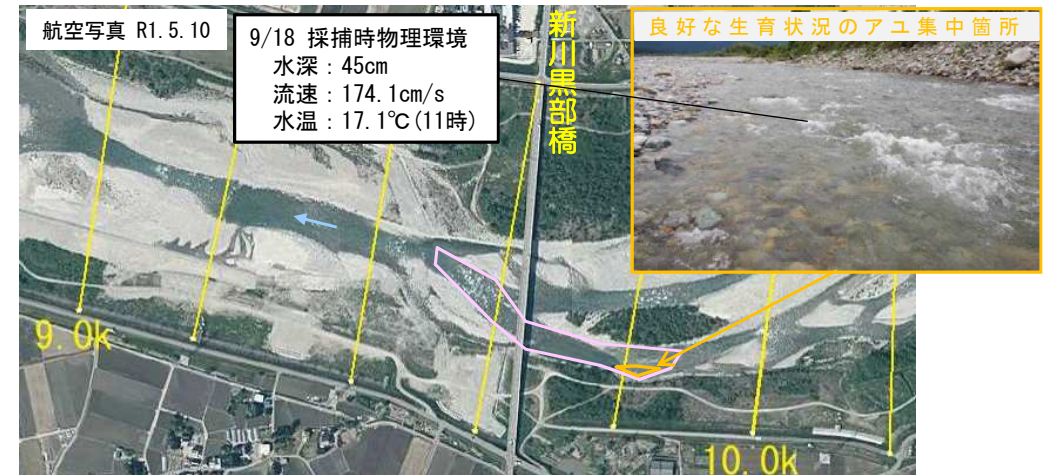 航空写真 R1.5.10
9/18 採捕時物理環境
水深：45cm
流速：174.1cm/s
水温：17.1℃(11時)
新川黒部橋
良好な生育状況のアユ集中箇所
9.0k
10.0k